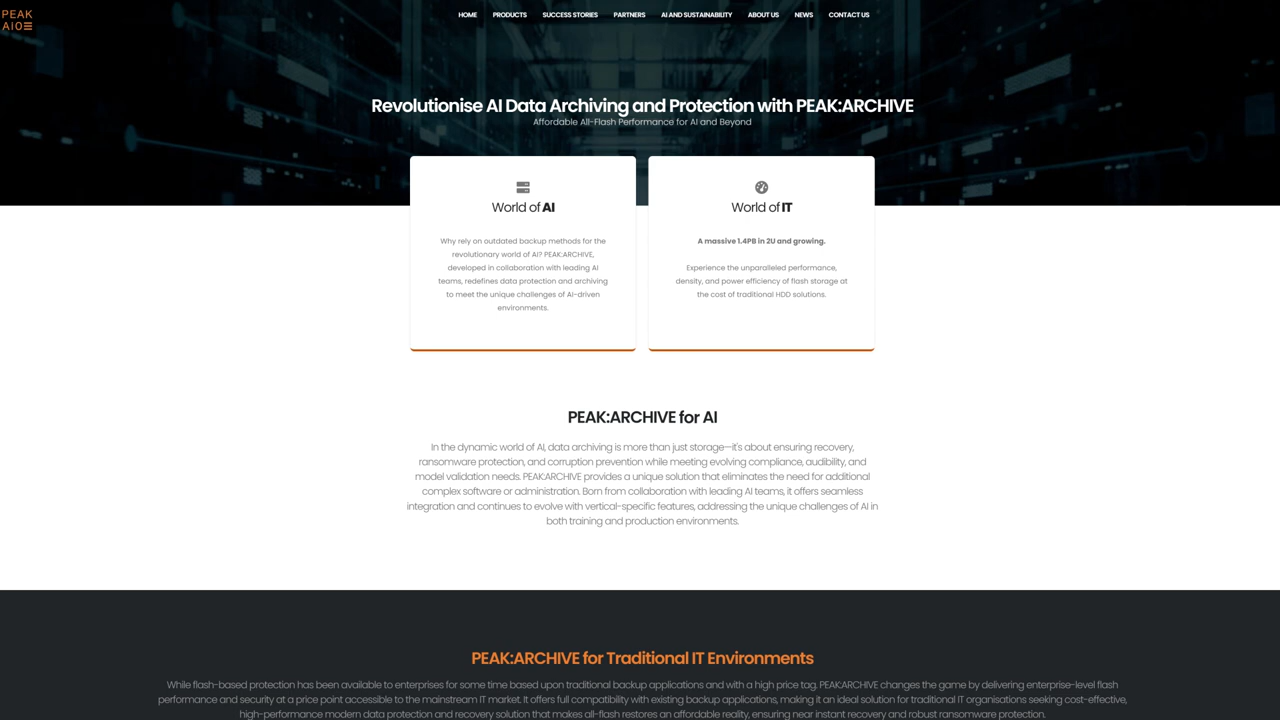 PEAK
AIO
HOME PRODUCTS SUCCESS STORIES PARTNERS AI AND SUSTAINABILITY ABOUT US NEWS CONTACT US
Revolutionise AI Data Archiving and Protection with PEAK:ARCHIVE
Affordable All-Flash Performance for AI and Beyond
World of AI
Why rely on outdated backup methods for the
revolutionary world of AI? PEAK:ARCHIVE,
developed in collaboration with leading AI
teams, redefines data protection and archiving
to meet the unique challenges of AI-driven
environments.
World of IT
A massive 1.4PB in 2U and growing.
Experience the unparalleled performance,
density, and power efficiency of flash storage at
the cost of traditional HDD solutions.
PEAK:ARCHIVE for AI
In the dynamic world of AI, data archiving is more than just storage—it's about ensuring recovery,
ransomware protection, and corruption prevention while meeting evolving compliance, audibility, and
model validation needs. PEAK:ARCHIVE provides a unique solution that eliminates the need for additional
complex software or administration. Born from collaboration with leading AI teams, it offers seamless
integration and continues to evolve with vertical-specific features, addressing the unique challenges of AI in
both training and production environments.
PEAK:ARCHIVE for Traditional IT Environments
While flash-based protection has been available to enterprises for some time based upon traditional backup applications and with a high price tag. PEAK:ARCHIVE changes the game by delivering enterprise-level flash
performance and security at a price point accessible to the mainstream IT market. It offers full compatibility with existing backup applications, making it an ideal solution for traditional IT organisations seeking cost-effective,
high-performance modern data protection and recovery solution that makes all-flash restores an affordable reality, ensuring near instant recovery and robust ransomware protection.